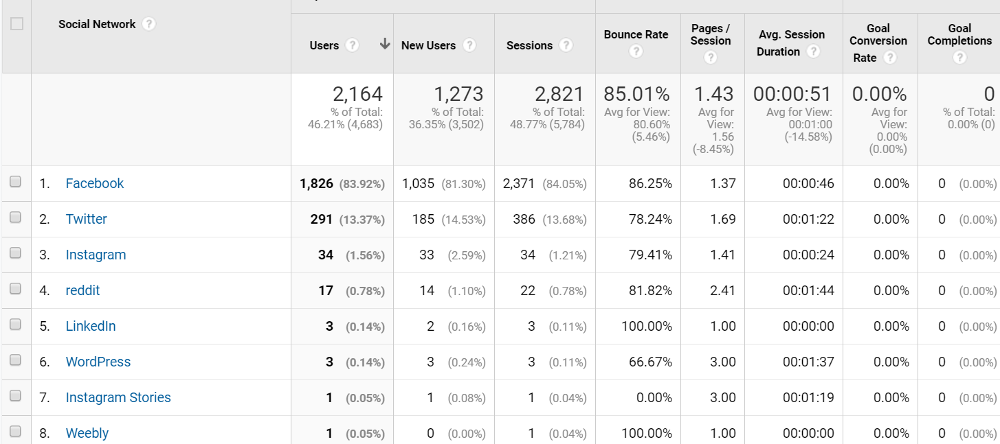 Social Network ?
Users ? New Users ? Sessions ? Bounce Rate ? Pages / Session ? Avg. Session Duration ? Goal Conversion Rate ? Goal Completions ?
2,164 1,273 2,821 85.01% 1.43 00:00:51 0.00% 0
% of Total: 46.21% (4,683) % of Total: 36.35% (3,502) % of Total: 48.77% (5,784) Avg for View: 80.60% (5.46%) Avg for View: 1.56 (-8.45%) Avg for View: 00:01:00 (-14.58%) Avg for View: 0.00% (0.00%) % of Total: 0.00% (0)
1. Facebook 1,826 (83.92%) 1,035 (81.30%) 2,371 (84.05%) 86.25% 1.37 00:00:46 0.00% 0 (0.00%)
2. Twitter 291 (13.37%) 185 (14.53%) 386 (13.68%) 78.24% 1.69 00:01:22 0.00% 0 (0.00%)
3. Instagram 34 (1.56%) 33 (2.59%) 34 (1.21%) 79.41% 1.41 00:00:24 0.00% 0 (0.00%)
4. reddit 17 (0.78%) 14 (1.10%) 22 (0.78%) 81.82% 2.41 00:01:44 0.00% 0 (0.00%)
5. LinkedIn 3 (0.14%) 2 (0.16%) 3 (0.11%) 100.00% 1.00 00:00:00 0.00% 0 (0.00%)
6. WordPress 3 (0.14%) 3 (0.24%) 3 (0.11%) 66.67% 3.00 00:01:37 0.00% 0 (0.00%)
7. Instagram Stories 1 (0.05%) 1 (0.08%) 1 (0.04%) 0.00% 3.00 00:01:19 0.00% 0 (0.00%)
8. Weebly 1 (0.05%) 0 (0.00%) 1 (0.04%) 100.00% 1.00 00:00:00 0.00% 0 (0.00%)